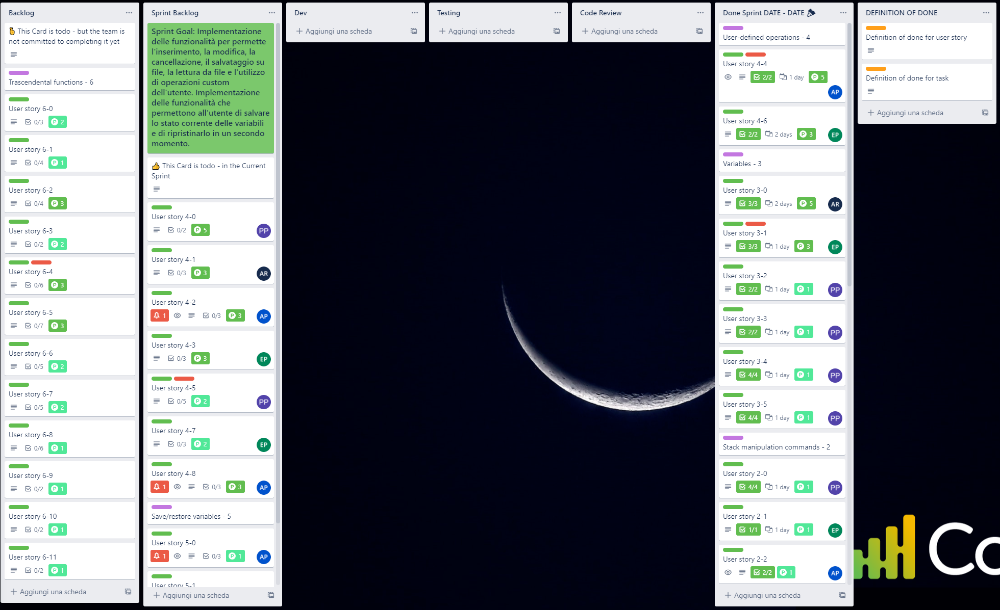 Backlog
This Card is todo - but the team is
not committed to completing it yet
Trascendental functions - 6
User story 6-0
0/3 P 2
User story 6-1
0/4 P 1
User story 6-2
0/4 P 3
User story 6-3
0/2 P 2
User story 6-4
0/6 P 3
User story 6-5
0/7 P 3
User story 6-6
0/5 P 2
User story 6-7
0/5 P 2
User story 6-8
0/6 P 1
User story 6-9
0/2 P 1
User story 6-10
0/2 P 1
User story 6-11
0/2 P 1
+ Aggiungi una scheda
Sprint Backlog
Sprint Goal: Implementazione
delle funzionalità per permette
l'inserimento, la modifica, la
cancellazione, il salvataggio su
file, la lettura da file e l'utilizzo
di operazioni custom
dell'utente. Implementazione
delle funzionalità che
permettono all'utente di salvare
lo stato corrente delle variabili
e di ripristinarlo in un secondo
momento.
This Card is todo - in the Current
Sprint
User story 4-0
0/2 P 5 PP
User story 4-1
0/3 P 3 AR
User story 4-2
1 0/3 P 3 AP
User story 4-3
0/3 P 3 EP
User story 4-5
0/5 P 2 PP
User story 4-7
0/3 P 2 EP
User story 4-8
1 0/3 P 3 AP
Save/restore variables - 5
User story 5-0
1 0/3 P 1 AP
User story 5-1
+ Aggiungi una scheda
Dev
+ Aggiungi una scheda
Testing
+ Aggiungi una scheda
Code Review
+ Aggiungi una scheda
Done Sprint DATE - DATE
User-defined operations - 4
User story 4-4
2/2 1 day P 5
AP
User story 4-6
2/2 2 days P 3 EP
Variables - 3
User story 3-0
3/3 2 days P 5 AR
User story 3-1
3/3 1 day P 3 EP
User story 3-2
2/2 1 day P 1 PP
User story 3-3
2/2 1 day P 1 PP
User story 3-4
4/4 1 day P 1 PP
User story 3-5
4/4 1 day P 1 PP
Stack manipulation commands - 2
User story 2-0
4/4 1 day P 1 PP
User story 2-1
1/1 1 day P 1 EP
User story 2-2
2/2 P 1 AP
+ Aggiungi una scheda
DEFINITION OF DONE
Definition of done for user story
Definition of done for task
+ Aggiungi una scheda
Co